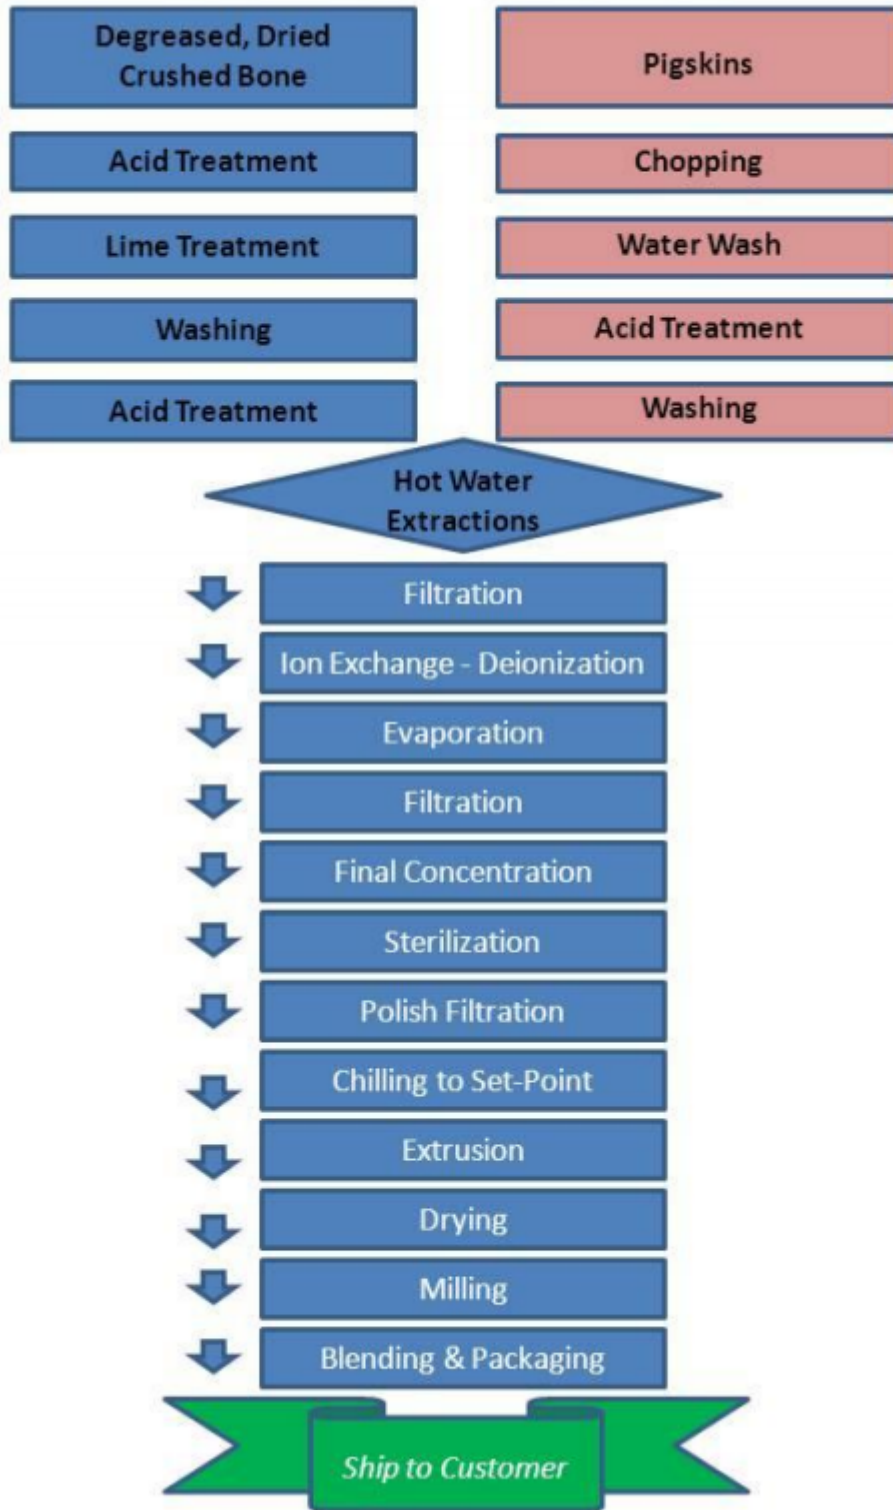 Degreased, Dried
Crushed Bone
Acid Treatment
Lime Treatment
Washing
Acid Treatment
Pigskins
Chopping
Water Wash
Acid Treatment
Washing
Hot Water
Extractions
Filtration
Ion Exchange - Deionization
Evaporation
Filtration
Final Concentration
Sterilization
Polish Filtration
Chilling to Set-Point
Extrusion
Drying
Milling
Blending & Packaging
Ship to Customer